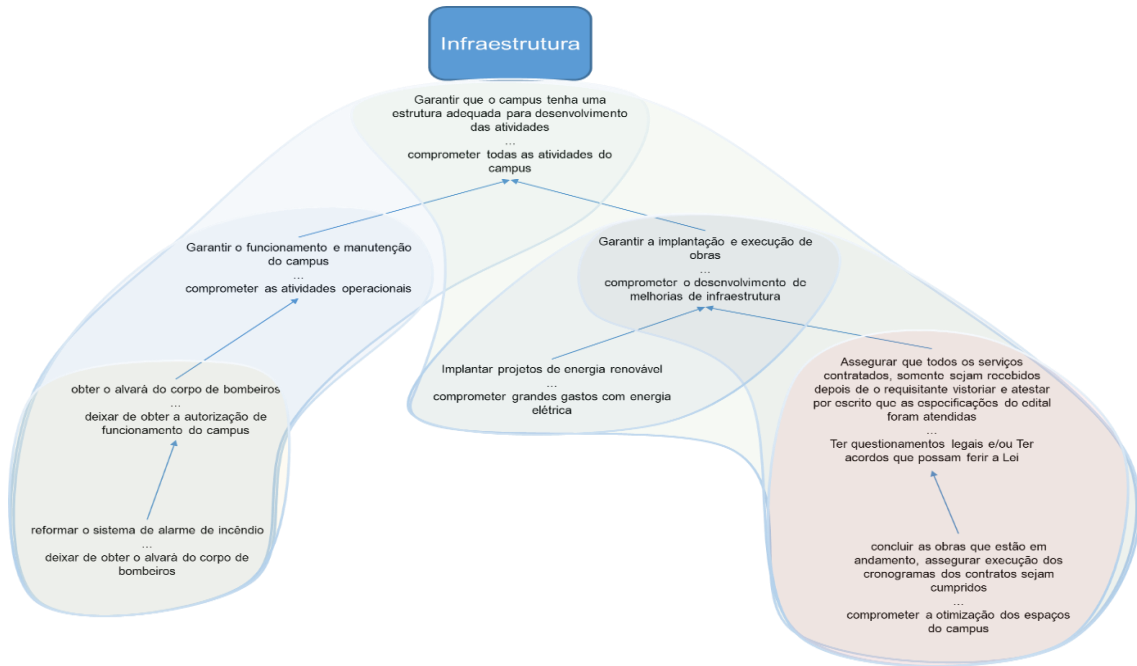 Infraestrutura
Garantir que o campus tenha uma
estrutura adequada para desenvolvimento
das atividades
...
comprometer todas as atividades do
campus
Garantir o funcionamento e manutenção
do campus
...
comprometer as atividades operacionais
Garantir a implantação e execução de
obras
...
comprometer o desenvolvimento de
melhorias de infraestrutura
obter o alvará do corpo de bombeiros
...
deixar de obter a autorização de
funcionamento do campus
Implantar projetos de energia renovável
...
comprometer grandes gastos com energia
elétrica
Assegurar que todos os serviços
contratados, somente sejam recebidos
depois de o requisitante vistoriar e atestar
por escrito que as especificações do edital
foram atendidas
...
Ter questionamentos legais e/ou Ter
acordos que possam ferir a Lei
reformar o sistema de alarme de incêndio
...
deixar de obter o alvará do corpo de
bombeiros
concluir as obras que estão em
andamento, assegurar execução dos
cronogramas dos contratos sejam
cumpridos
...
comprometer a otimização dos espaços
do campus